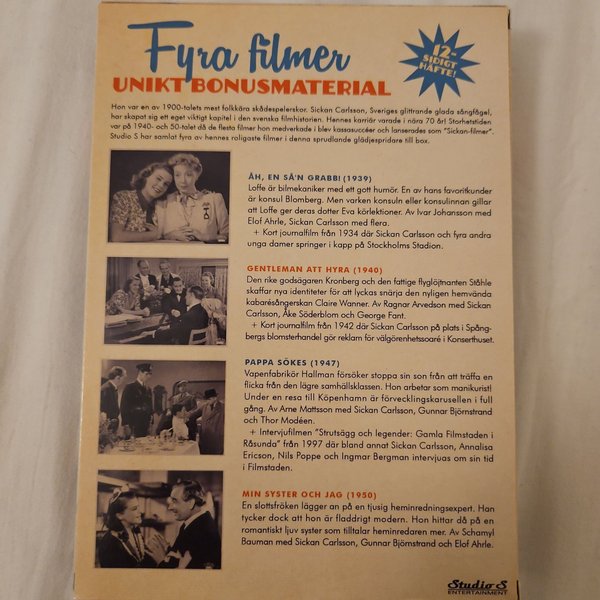 Fyra filmer
UNIKT BONUSMATERIAL
12-
SIDIGT
HÄFTE!
Hon var en av 1900-talets mest folkkära skådespelerskor. Sickan Carlsson, Sveriges glittrande glada sångfågel,
har skapat sig ett eget viktigt kapitel i den svenska filmhistorien. Hennes karriär varade i nära 70 år! Storhetstiden
var på 1940- och 50-talet då de flesta filmer hon medverkade i blev kassasuccéer och lanserades som "Sickan-filmer".
Studio S har samlat fyra av hennes roligaste filmer i denna sprudlande glädjespridare till box.
ÅH, EN SÅ'N GRABB! (1939)
Loffe är bilmekaniker med ett gott humör. En av hans favoritkunder
är konsul Blomberg. Men varken konsuln eller konsulinnan gillar
att Loffe ger deras dotter Eva körlektioner. Av Ivar Johansson med
Elof Ahrle, Sickan Carlsson med flera.
+ Kort journalfilm från 1934 där Sickan Carlsson och fyra andra
unga damer springer i kapp på Stockholms Stadion.
GENTLEMAN ATT HYRA (1940)
Den rike godsägaren Kronberg och den fattige flyglöjtnanten Ståhle
skaffar nya identeteter för att lyckas snärja den nyligen hemvända
kabarésångerskan Claire Wanner. Av Ragnar Arvedson med Sickan
Carlsson, Åke Söderblom och George Fant.
+ Kort journalfilm från 1942 där Sickan Carlsson på plats i Spång-
bergs blomsterhandel gör reklam för välgörenhetssoaré i Konserthuset.
PAPPA SÖKES (1947)
Vapenfabrikör Hallman försöker stoppa sin son från att träffa en
flicka från den lägre samhällsklassen. Hon arbetar som manikurist!
Under en resa till Köpenhamn är förvecklingskarusellen i full
gång. Av Arne Mattsson med Sickan Carlsson, Gunnar Björnstrand
och Thor Modéen.
+ Intervjufilmen "Strutsägg och legender: Gamla Filmstaden i
Råsunda" från 1997 där bland annat Sickan Carlsson, Annalisa
Ericson, Nils Poppe och Ingmar Bergman intervjuas om sin tid
i Filmstaden.
MIN SYSTER OCH JAG (1950)
En slottsfröken lägger an på en tjusig heminredningsexpert. Han
tycker dock att hon är fladdrigt modern. Hon hittar då på en
romantiskt ljuv syster som tilltalar heminredaren mer. Av Schamyl
Bauman med Sickan Carlsson, Gunnar Björnstrand och Elof Ahrle.
Studio S
ENTERTAINMENT